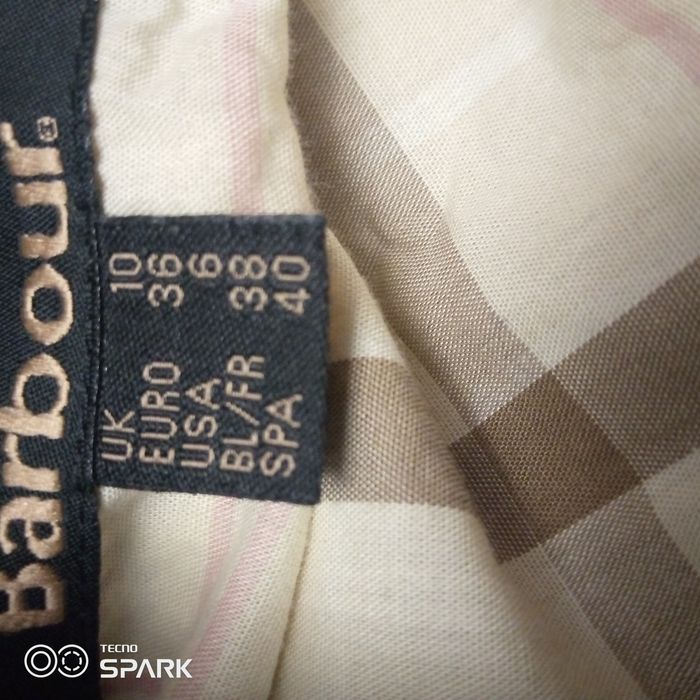 Barbour®
UK 10
EURO 36
USA 6
BL/FR 38
SPA 40
TECNO
SPARK